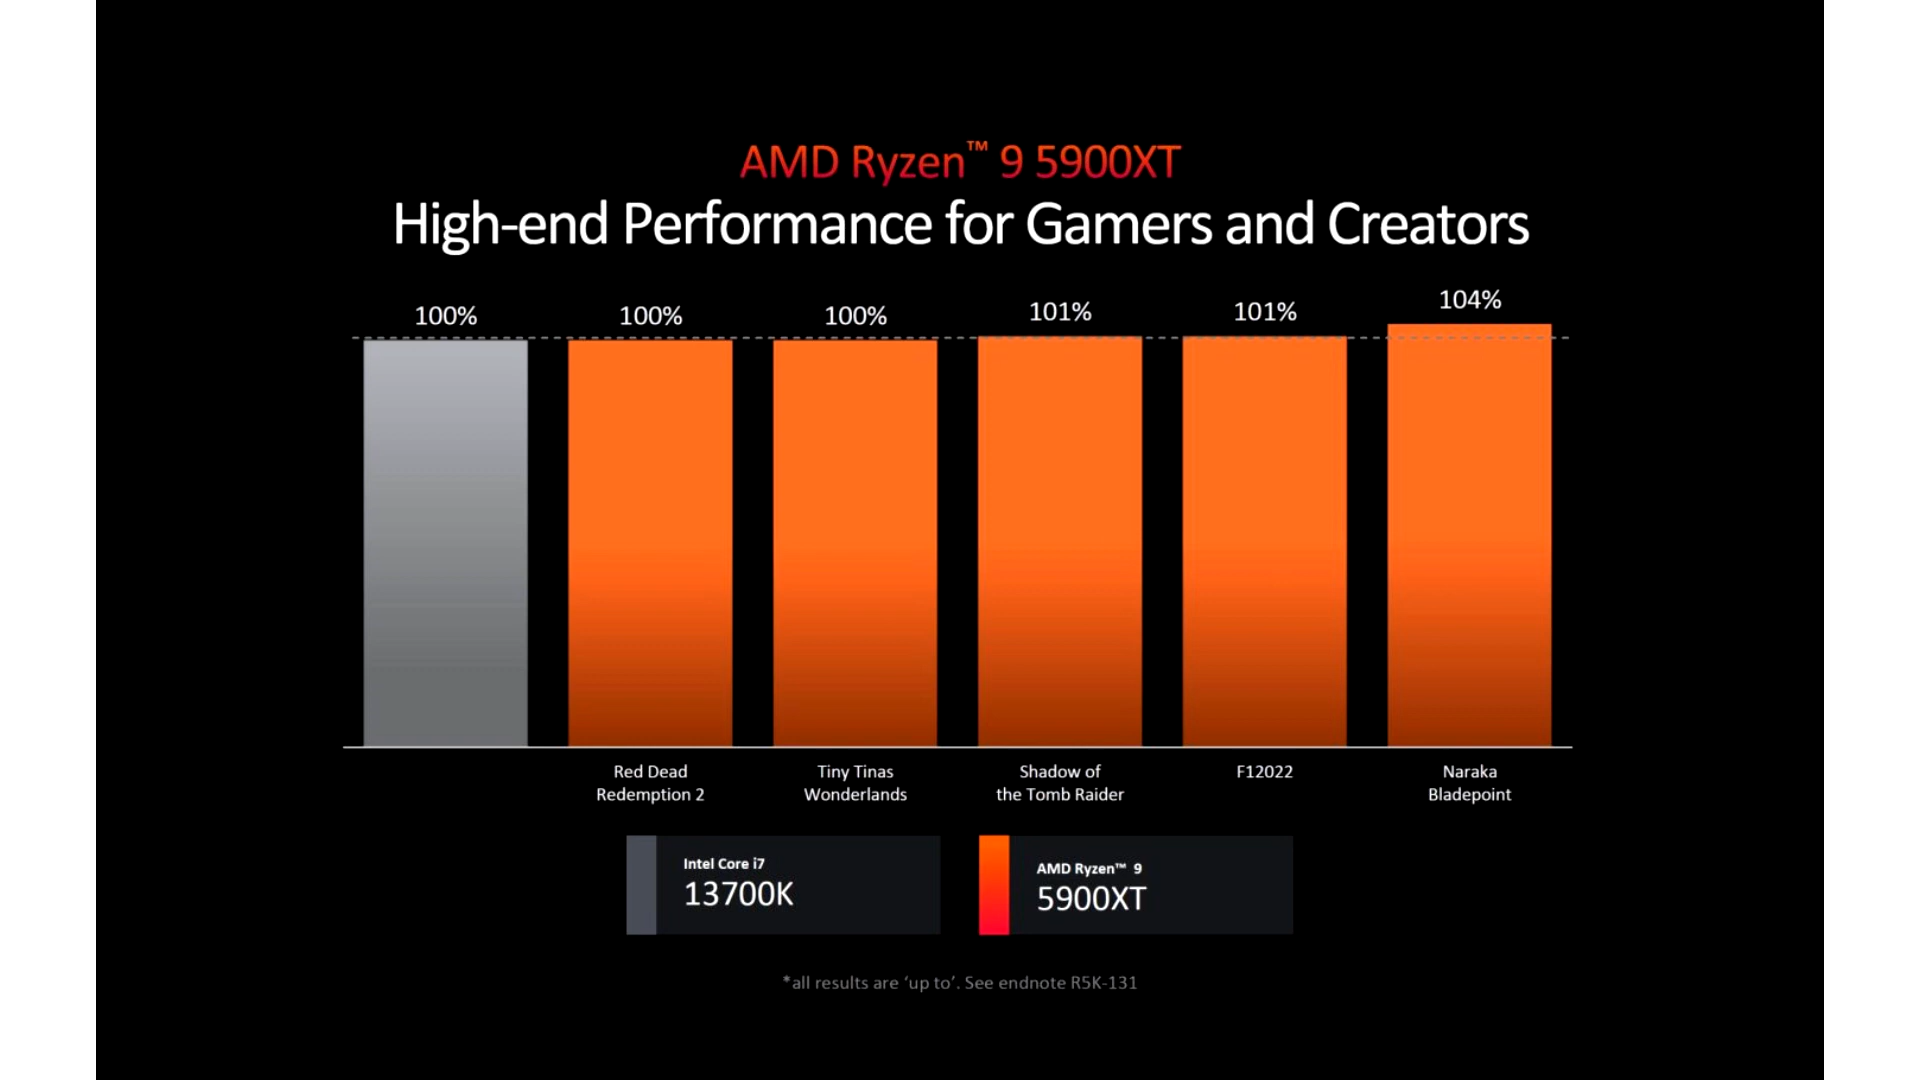 AMD Ryzen™ 9 5900XT
High-end Performance for Gamers and Creators
100%
100%
100%
101%
101%
104%
Red Dead
Redemption 2
Tiny Tinas
Wonderlands
Shadow of
the Tomb Raider
F12022
Naraka
Bladepoint
Intel Core i7
13700K
AMD Ryzen™ 9
5900XT
*all results are ‘up to’. See endnote R5K-131